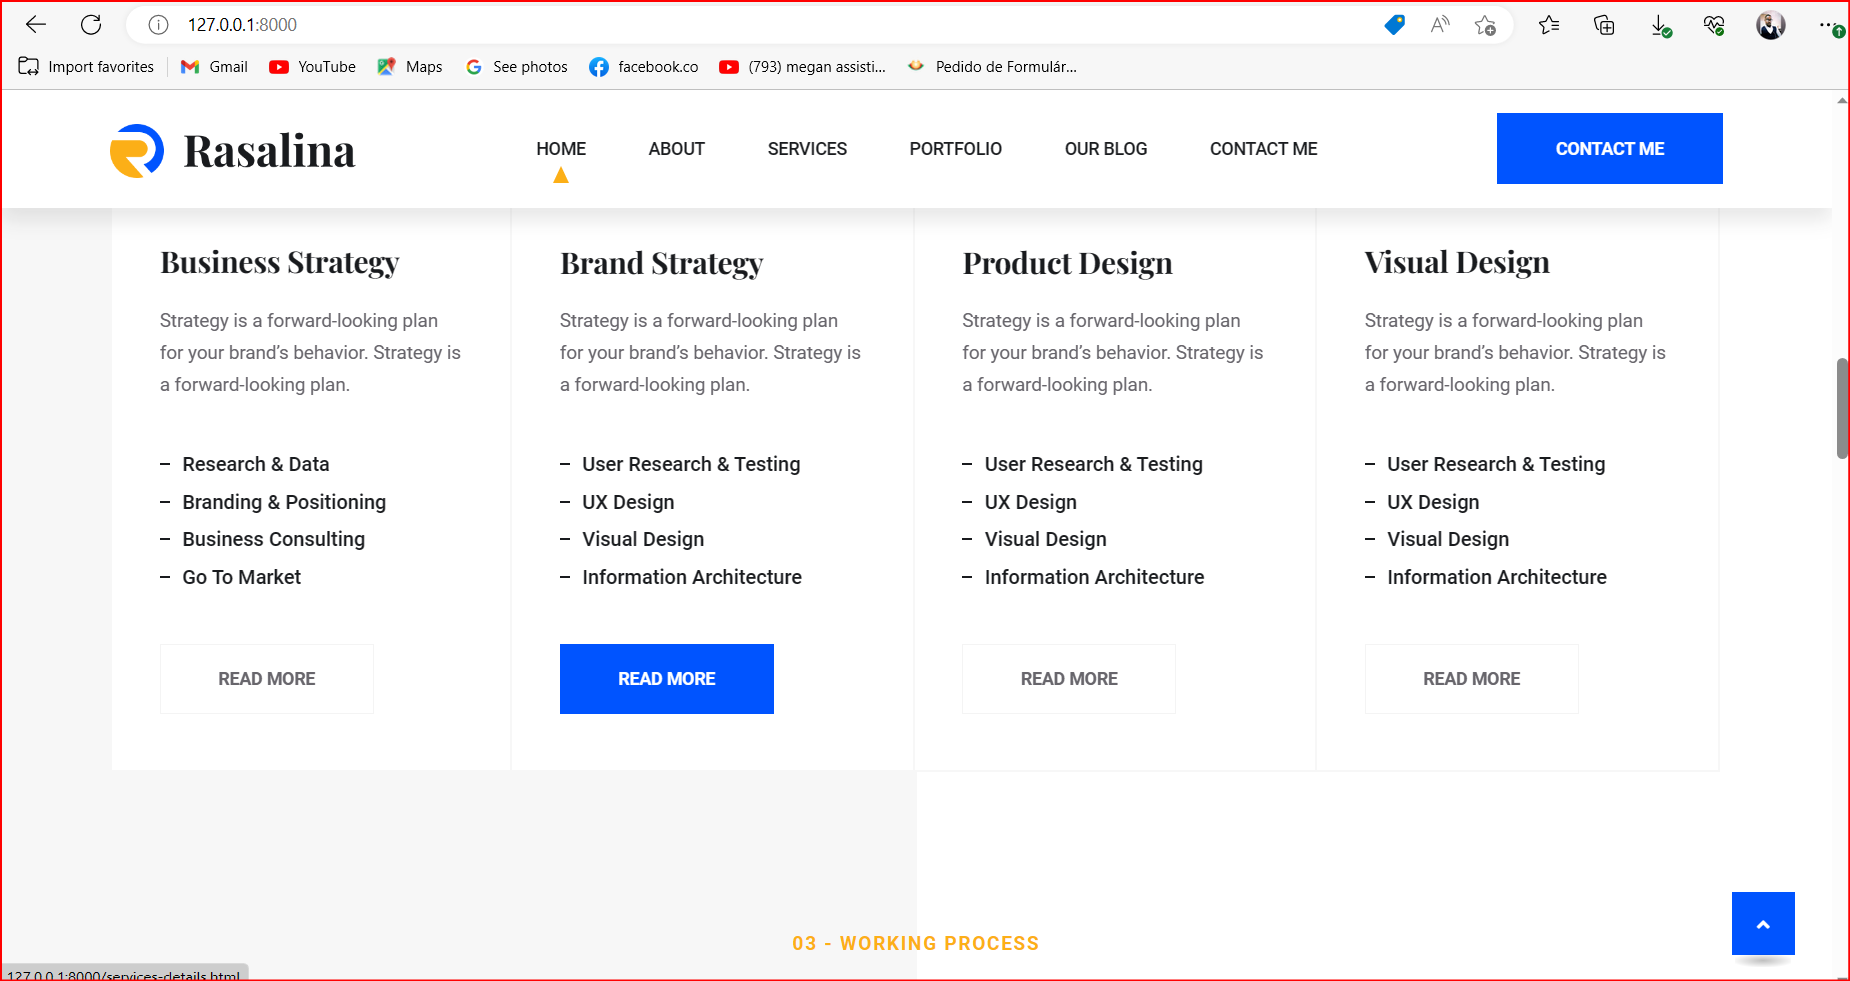 127.0.0.1:8000
Import favorites
Gmail
YouTube
Maps
See photos
facebook.co
(793) megan assisti...
Pedido de Formulár...
Rasalina
HOME
ABOUT
SERVICES
PORTFOLIO
OUR BLOG
CONTACT ME
CONTACT ME
Business Strategy
Strategy is a forward-looking plan
for your brand’s behavior. Strategy is
a forward-looking plan.
– Research & Data
– Branding & Positioning
– Business Consulting
– Go To Market
READ MORE
Brand Strategy
Strategy is a forward-looking plan
for your brand’s behavior. Strategy is
a forward-looking plan.
– User Research & Testing
– UX Design
– Visual Design
– Information Architecture
READ MORE
Product Design
Strategy is a forward-looking plan
for your brand’s behavior. Strategy is
a forward-looking plan.
– User Research & Testing
– UX Design
– Visual Design
– Information Architecture
READ MORE
Visual Design
Strategy is a forward-looking plan
for your brand’s behavior. Strategy is
a forward-looking plan.
– User Research & Testing
– UX Design
– Visual Design
– Information Architecture
READ MORE
03 - WORKING PROCESS
127.0.0.1:8000/services-details.html